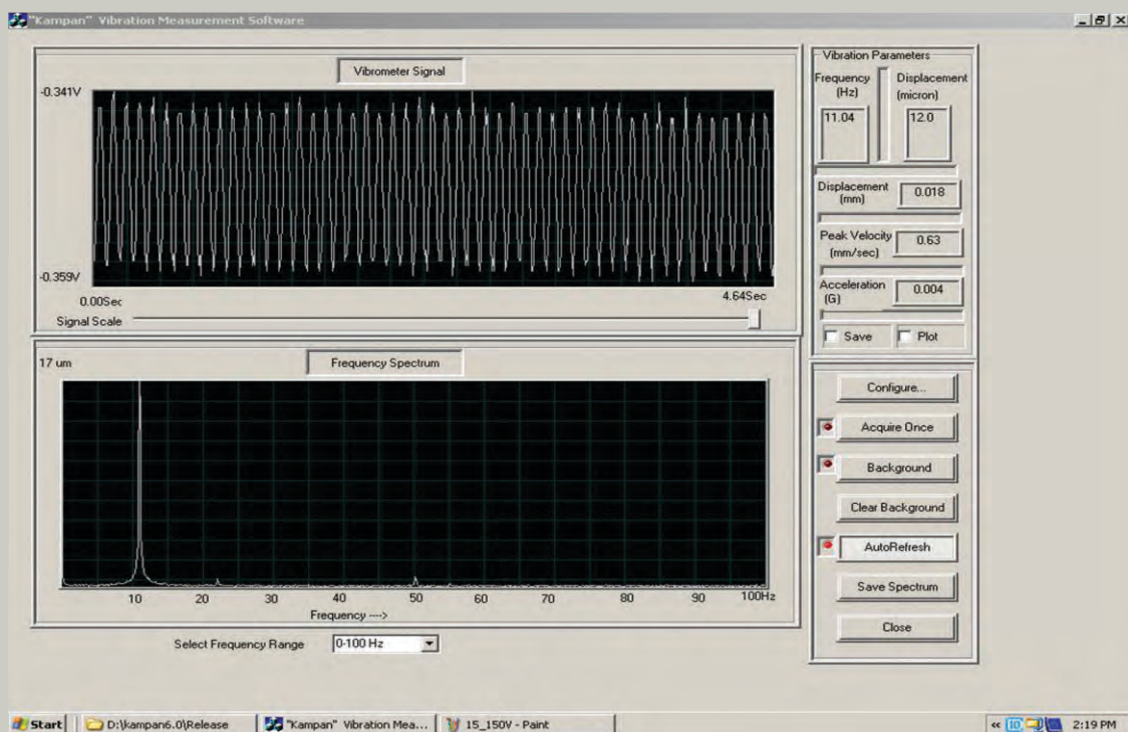 "Kampan" Vibration Measurement Software
Vibrometer Signal
-0.341V
-0.359V
0.00Sec
4.64Sec
Signal Scale
17 um
Frequency Spectrum
10 20 30 40 50 60 70 80 90 100Hz
Frequency ---->
Select Frequency Range
0-100 Hz
Vibration Parameters
Frequency
(Hz)
Displacement
(micron)
11.04
12.0
Displacement
(mm)
0.018
Peak Velocity
(mm/sec)
0.63
Acceleration
(G)
0.004
Save
Plot
Configure...
Acquire Once
Background
Clear Background
AutoRefresh
Save Spectrum
Close
Start
D:\kampan6.0\Release
"Kampan" Vibration Mea...
15_150V - Paint
«
2:19 PM